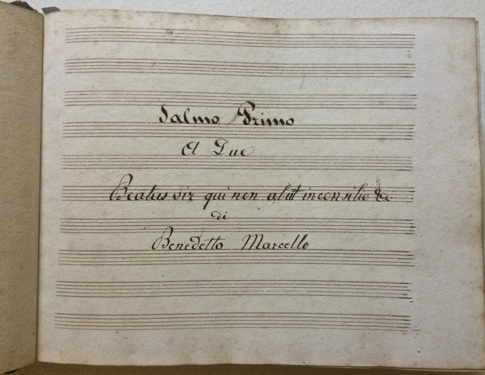 Salmo Primo
A Due
Beatus vir qui non abiit in consilio &c.
di
Benedetto Marcello